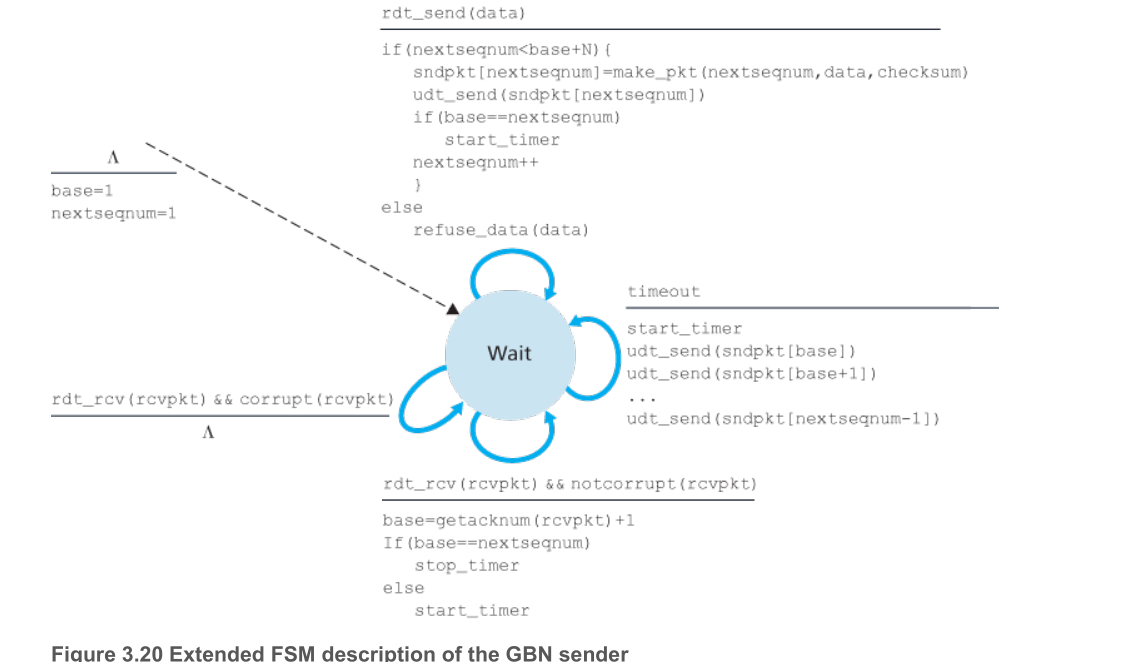 rdt_send(data)
if(nextseqnum<base+N){
sndpkt[nextseqnum]=make_pkt(nextseqnum,data,checksum)
udt_send(sndpkt[nextseqnum])
if(base==nextseqnum)
start_timer
nextseqnum++
}
else
refuse_data(data)
Λ
base=1
nextseqnum=1
Wait
timeout
start_timer
udt_send(sndpkt[base])
udt_send(sndpkt[base+1])
...
udt_send(sndpkt[nextseqnum-1])
rdt_rcv(rcvpkt) && corrupt(rcvpkt)
Λ
rdt_rcv(rcvpkt) && notcorrupt(rcvpkt)
base=getacknum(rcvpkt)+1
If(base==nextseqnum)
stop_timer
else
start_timer
Figure 3.20 Extended FSM description of the GBN sender